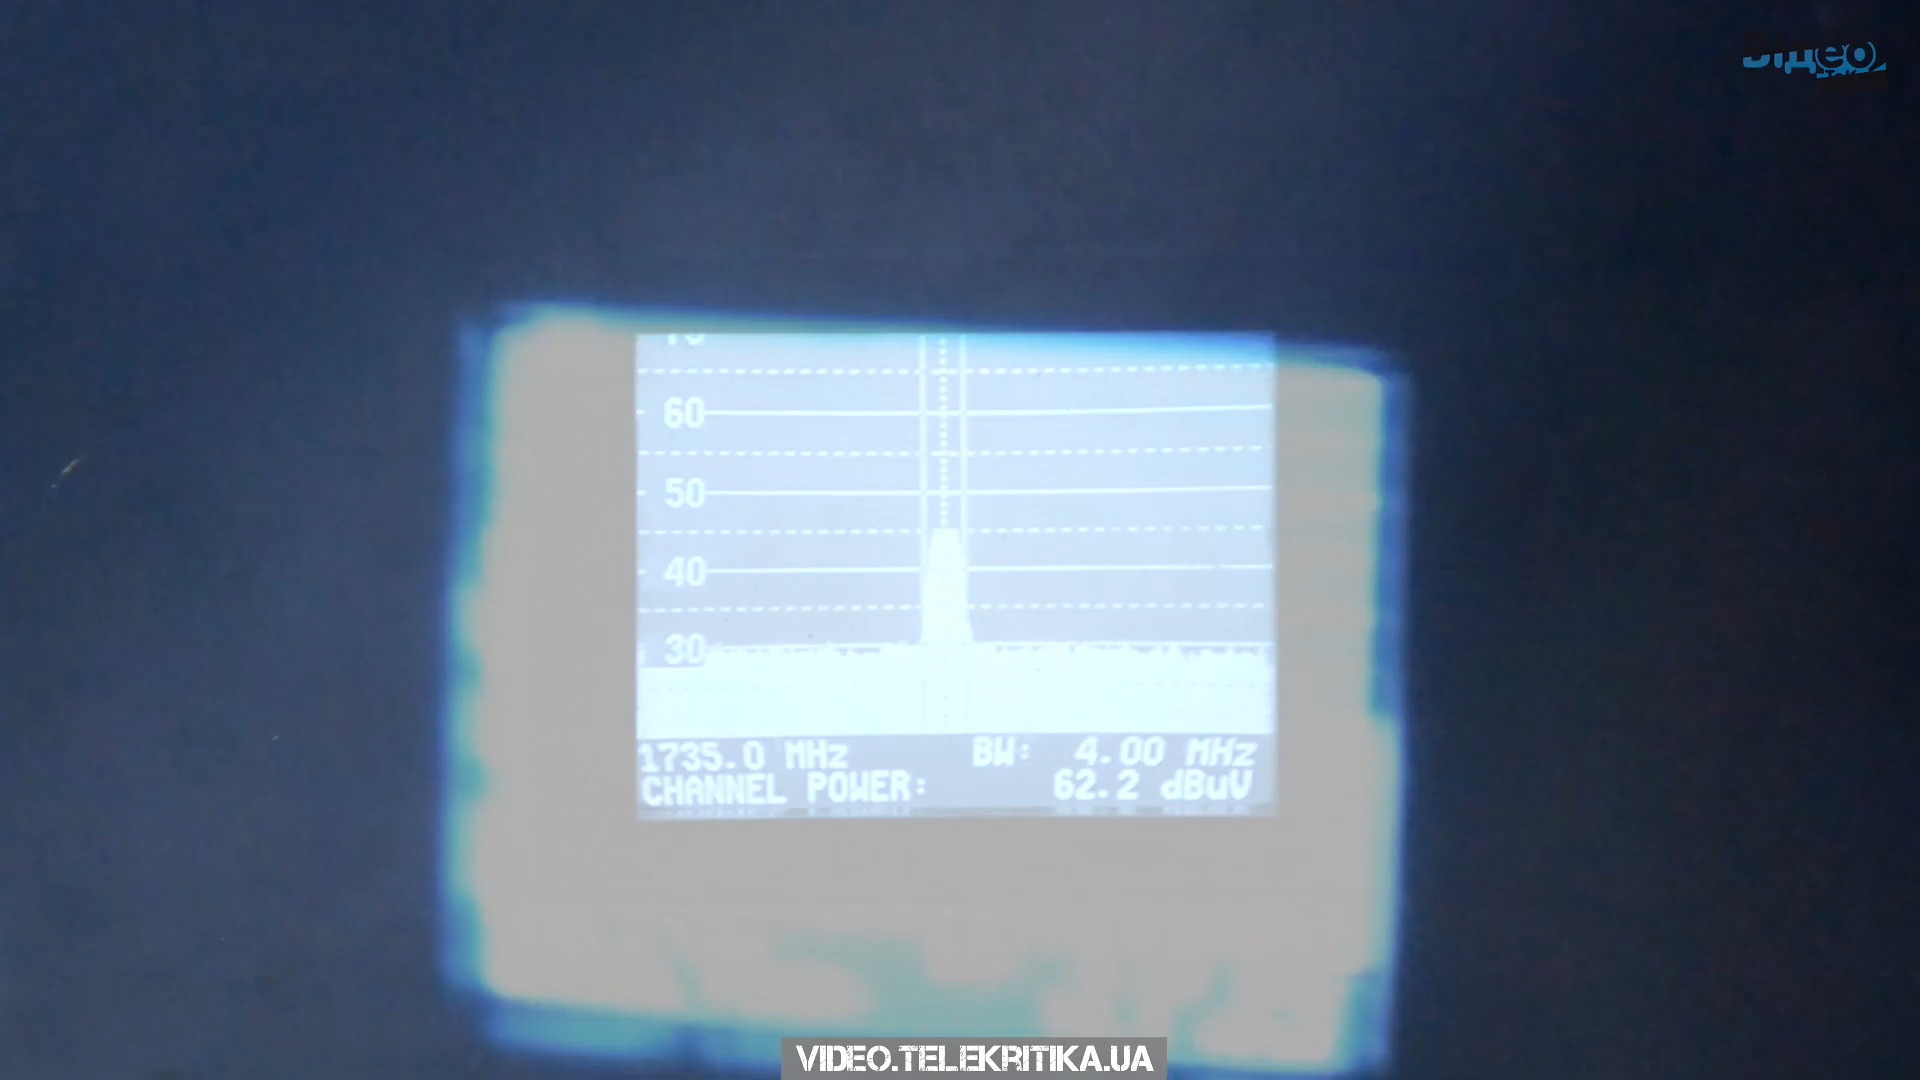 60
50
40
30
1735.0 MHz BW: 4.00 MHz
CHANNEL POWER: 62.2 dBuV
VIDEO.TELEKRITIKA.UA